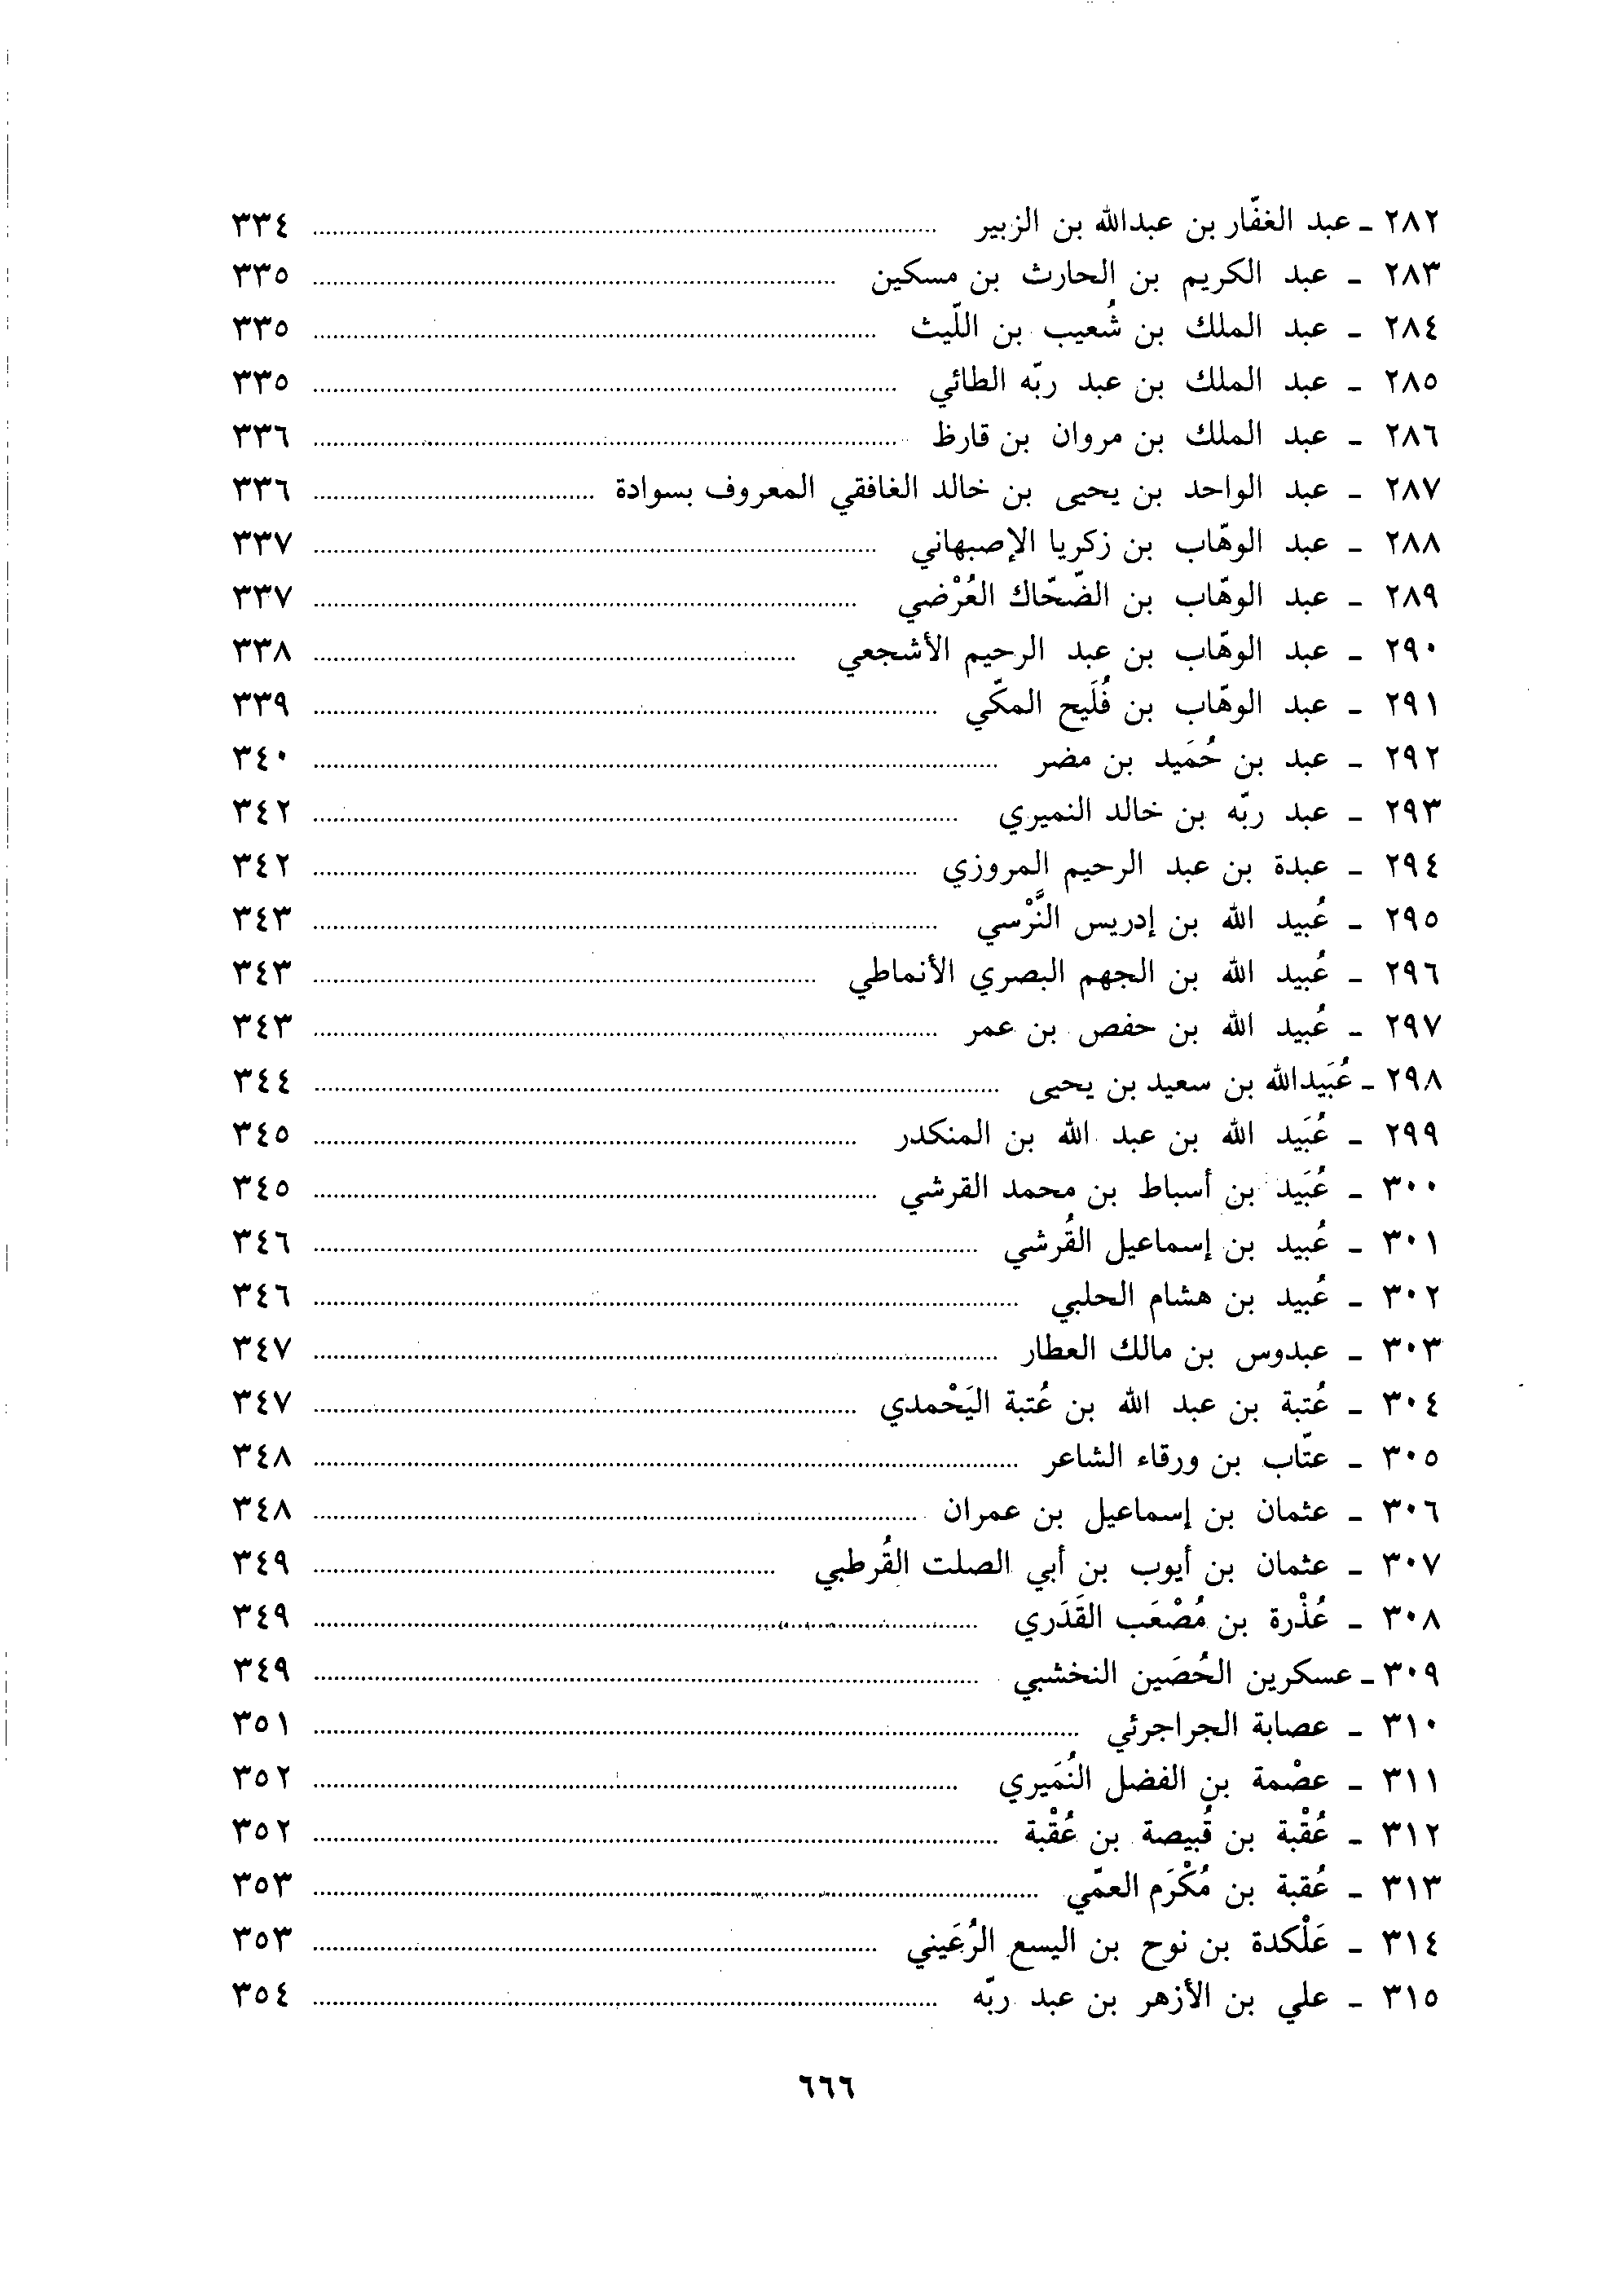 ٢٨٢ ـ عبد الغفّار بن عبدالله بن الزبير ........ ٣٣٤
٢٨٣ ـ عبد الكريم بن الحارث بن مسكين ........ ٣٣٥
٢٨٤ ـ عبد الملك بن شُعيب بن اللّيث ........ ٣٣٥
٢٨٥ ـ عبد الملك بن عبد ربّه الطائي ........ ٣٣٥
٢٨٦ ـ عبد الملك بن مروان بن قارظ ........ ٣٣٦
٢٨٧ ـ عبد الواحد بن يحيى بن خالد الغافقي المعروف بسوادة ........ ٣٣٦
٢٨٨ ـ عبد الوهّاب بن زكريا الإصبهاني ........ ٣٣٧
٢٨٩ ـ عبد الوهّاب بن الضّحّاك العُرْضي ........ ٣٣٧
٢٩٠ ـ عبد الوهّاب بن عبد الرحيم الأشجعي ........ ٣٣٨
٢٩١ ـ عبد الوهّاب بن فُلَيح المكّي ........ ٣٣٩
٢٩٢ ـ عبد بن حُمَيد بن مضر ........ ٣٤٠
٢٩٣ ـ عبد ربّه بن خالد النميري ........ ٣٤٢
٢٩٤ ـ عبدة بن عبد الرحيم المروزي ........ ٣٤٢
٢٩٥ ـ عُبيد الله بن إدريس النَّرْسي ........ ٣٤٣
٢٩٦ ـ عُبيد الله بن الجهم البصري الأنماطي ........ ٣٤٣
٢٩٧ ـ عُبيد الله بن حفص بن عمر ........ ٣٤٣
٢٩٨ ـ عُبَيدالله بن سعيد بن يحيى ........ ٣٤٤
٢٩٩ ـ عُبَيد الله بن عبد الله بن المنكدر ........ ٣٤٥
٣٠٠ ـ عُبَيد بن أسباط بن محمد القرشي ........ ٣٤٥
٣٠١ ـ عُبيد بن إسماعيل القُرشي ........ ٣٤٦
٣٠٢ ـ عُبيد بن هشام الحلبي ........ ٣٤٦
٣٠٣ ـ عبدوس بن مالك العطار ........ ٣٤٧
٣٠٤ ـ عُتبة بن عبد الله بن عُتبة اليَحْمدي ........ ٣٤٧
٣٠٥ ـ عتّاب بن ورقاء الشاعر ........ ٣٤٨
٣٠٦ ـ عثمان بن إسماعيل بن عمران ........ ٣٤٨
٣٠٧ ـ عثمان بن أيوب بن أبي الصلت القُرطبي ........ ٣٤٩
٣٠٨ ـ عُذْرة بن مُصْعَب القَدَري ........ ٣٤٩
٣٠٩ ـ عسكرين الحُصَين النخشبي ........ ٣٤٩
٣١٠ ـ عصابة الجراجرئي ........ ٣٥١
٣١١ ـ عصْمة بن الفضل النُمَيري ........ ٣٥٢
٣١٢ ـ عُقْبة بن قُبيصة بن عُقْبة ........ ٣٥٢
٣١٣ ـ عُقبة بن مُكْرَم العمّي ........ ٣٥٣
٣١٤ ـ عَلْكدة بن نوح بن اليسع الرُعَيني ........ ٣٥٣
٣١٥ ـ علي بن الأزهر بن عبد ربّه ........ ٣٥٤
٦٦٦